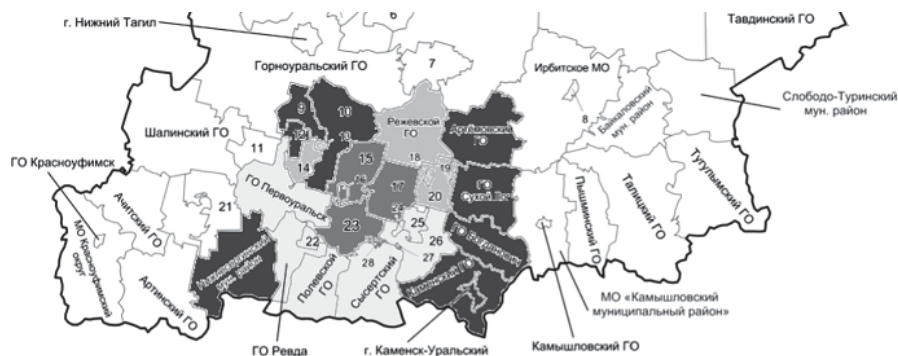 г. Нижний Тагил
6
Тавдинский ГО
Горноуральский ГО
7
Ирбитское МО
Слободо-Туринский
мун. район
9
10
8
Байкаловский
мун. район
Шалинский ГО
12
13
Режевской
ГО
Артёмовский
ГО
11
14
15
18
19
ГО Красноуфимск
16
17
20
ГО
Сухой Лог
Ачитский ГО
21
ГО Первоуральск
24
Пышминский ГО
Талицкий ГО
Тугулымский ГО
МО Красноуфимский
округ
22
23
25
26
ГО Богданович
Артинский ГО
Нижнесергинский
мун. район
Полевской
ГО
28
Сысертский
ГО
27
Каменский ГО
МО «Камышловский
муниципальный район»
ГО Ревда
г. Каменск-Уральский
Камышловский ГО